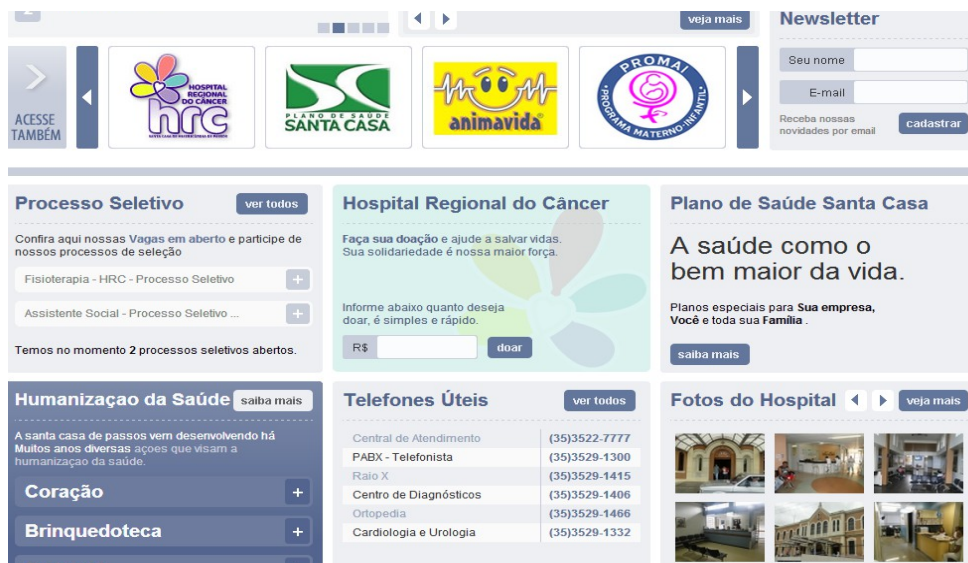 veja mais
Newsletter
Seu nome
E-mail
Receba nossas
novidades por email
cadastrar
ACESSE
TAMBÉM
HOSPITAL
REGIONAL
DO CÂNCER
hrc
PLANO DE SAÚDE
SANTA CASA
animavida
PROMAI
PROGRAMA MATERNO-INFANTIL
Processo Seletivo
ver todos
Confira aqui nossas Vagas em aberto e participe de
nossos processos de seleção
Fisioterapia - HRC - Processo Seletivo
+
Assistente Social - Processo Seletivo ...
+
Temos no momento 2 processos seletivos abertos.
Hospital Regional do Câncer
Faça sua doação e ajude a salvar vidas.
Sua solidariedade é nossa maior força.
Informe abaixo quanto deseja
doar, é simples e rápido.
R$
doar
Plano de Saúde Santa Casa
A saúde como o
bem maior da vida.
Planos especiais para Sua empresa,
Você e toda sua Família .
saiba mais
Humanizaçao da Saúde
saiba mais
A santa casa de passos vem desenvolvendo há
Muitos anos diversas açoes que visam a
humanizaçao da saúde.
Coração
+
Brinquedoteca
+
Telefones Úteis
ver todos
Central de Atendimento (35)3522-7777
PABX - Telefonista (35)3529-1300
Raio X (35)3529-1415
Centro de Diagnósticos (35)3529-1406
Ortopedia (35)3529-1466
Cardiologia e Urologia (35)3529-1332
Fotos do Hospital
veja mais